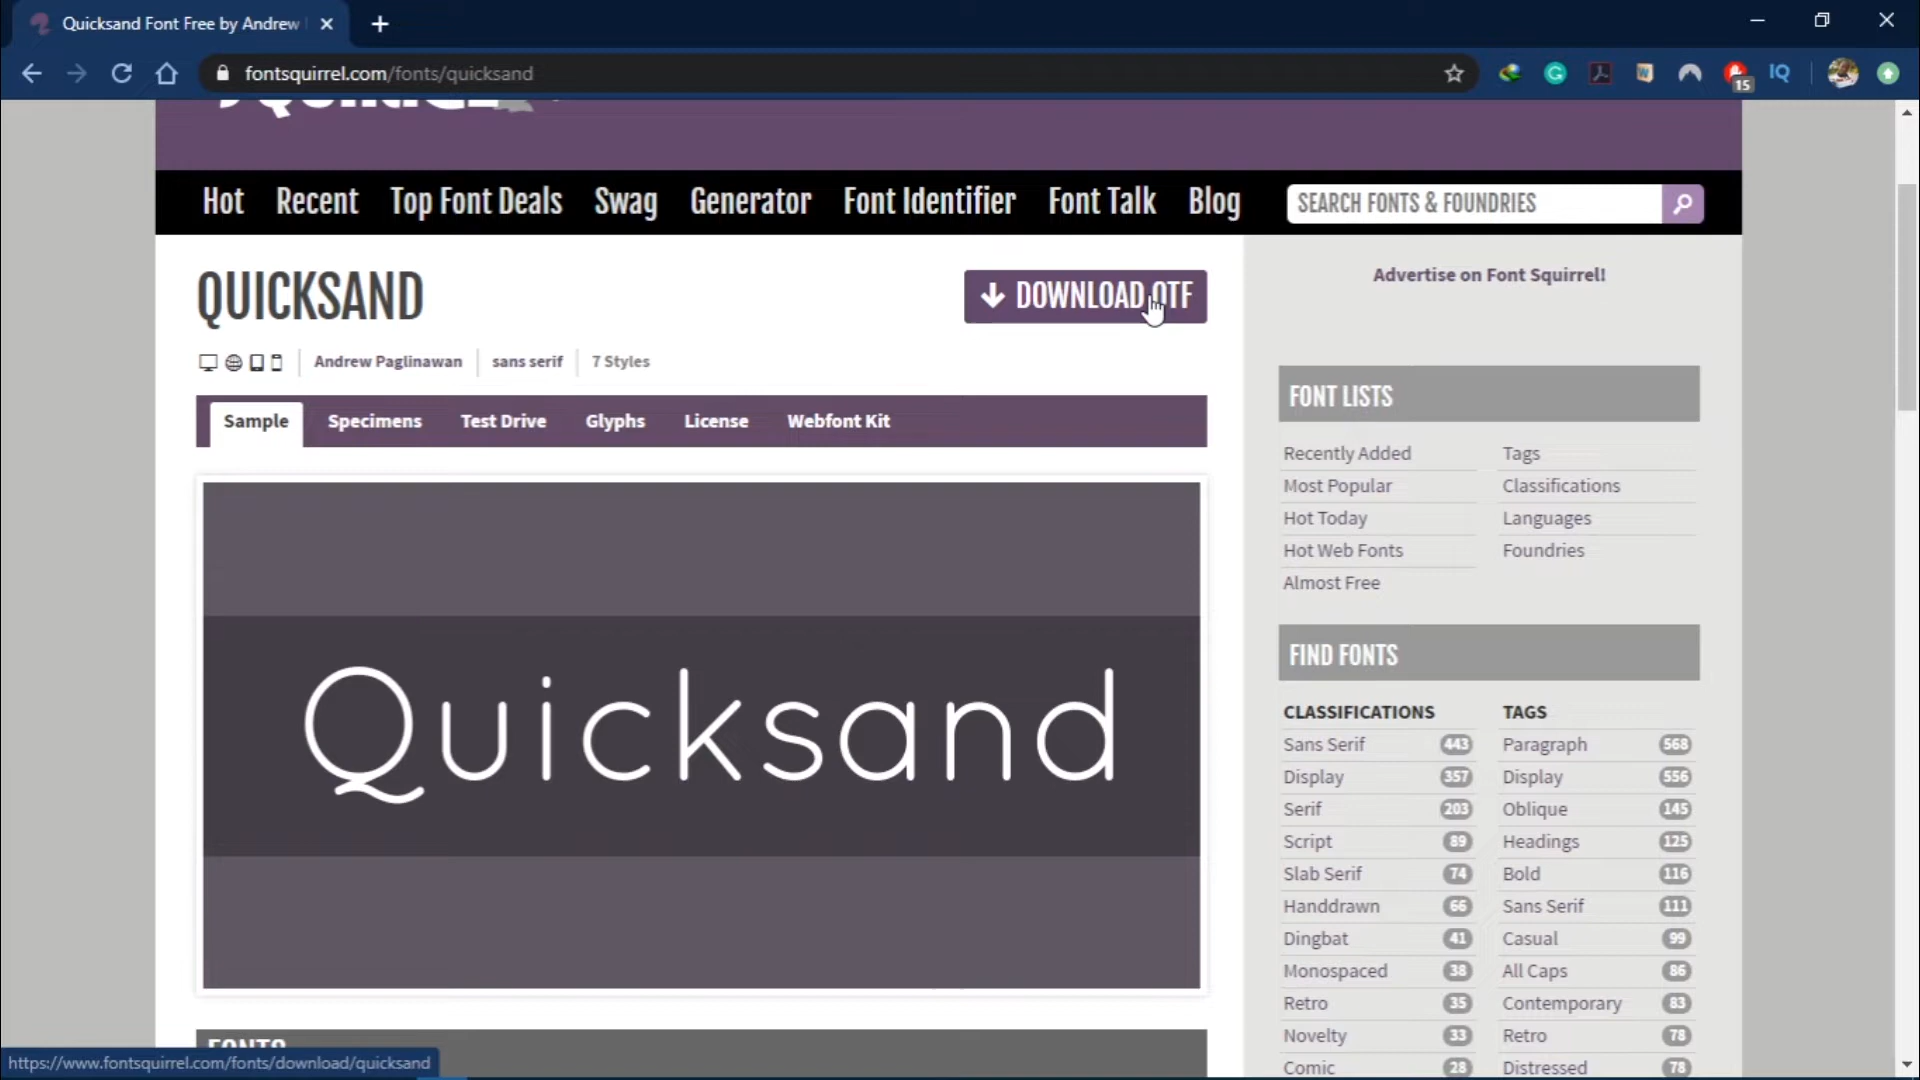 Quicksand Font Free by Andrew
fontsquirrel.com/fonts/quicksand
15
IQ
Hot Recent Top Font Deals Swag Generator Font Identifier Font Talk Blog
SEARCH FONTS & FOUNDRIES
QUICKSAND
DOWNLOAD OTF
Advertise on Font Squirrel!
Andrew Paglinawan sans serif 7 Styles
Sample Specimens Test Drive Glyphs License Webfont Kit
Quicksand
FONTS
FONT LISTS
Recently Added Tags
Most Popular Classifications
Hot Today Languages
Hot Web Fonts Foundries
Almost Free
FIND FONTS
CLASSIFICATIONS TAGS
Sans Serif 443 Paragraph 568
Display 357 Display 556
Serif 203 Oblique 145
Script 89 Headings 125
Slab Serif 74 Bold 116
Handdrawn 66 Sans Serif 111
Dingbat 41 Casual 99
Monospaced 38 All Caps 86
Retro 35 Contemporary 83
Novelty 33 Retro 78
Comic 28 Distressed 78
https://www.fontsquirrel.com/fonts/download/quicksand